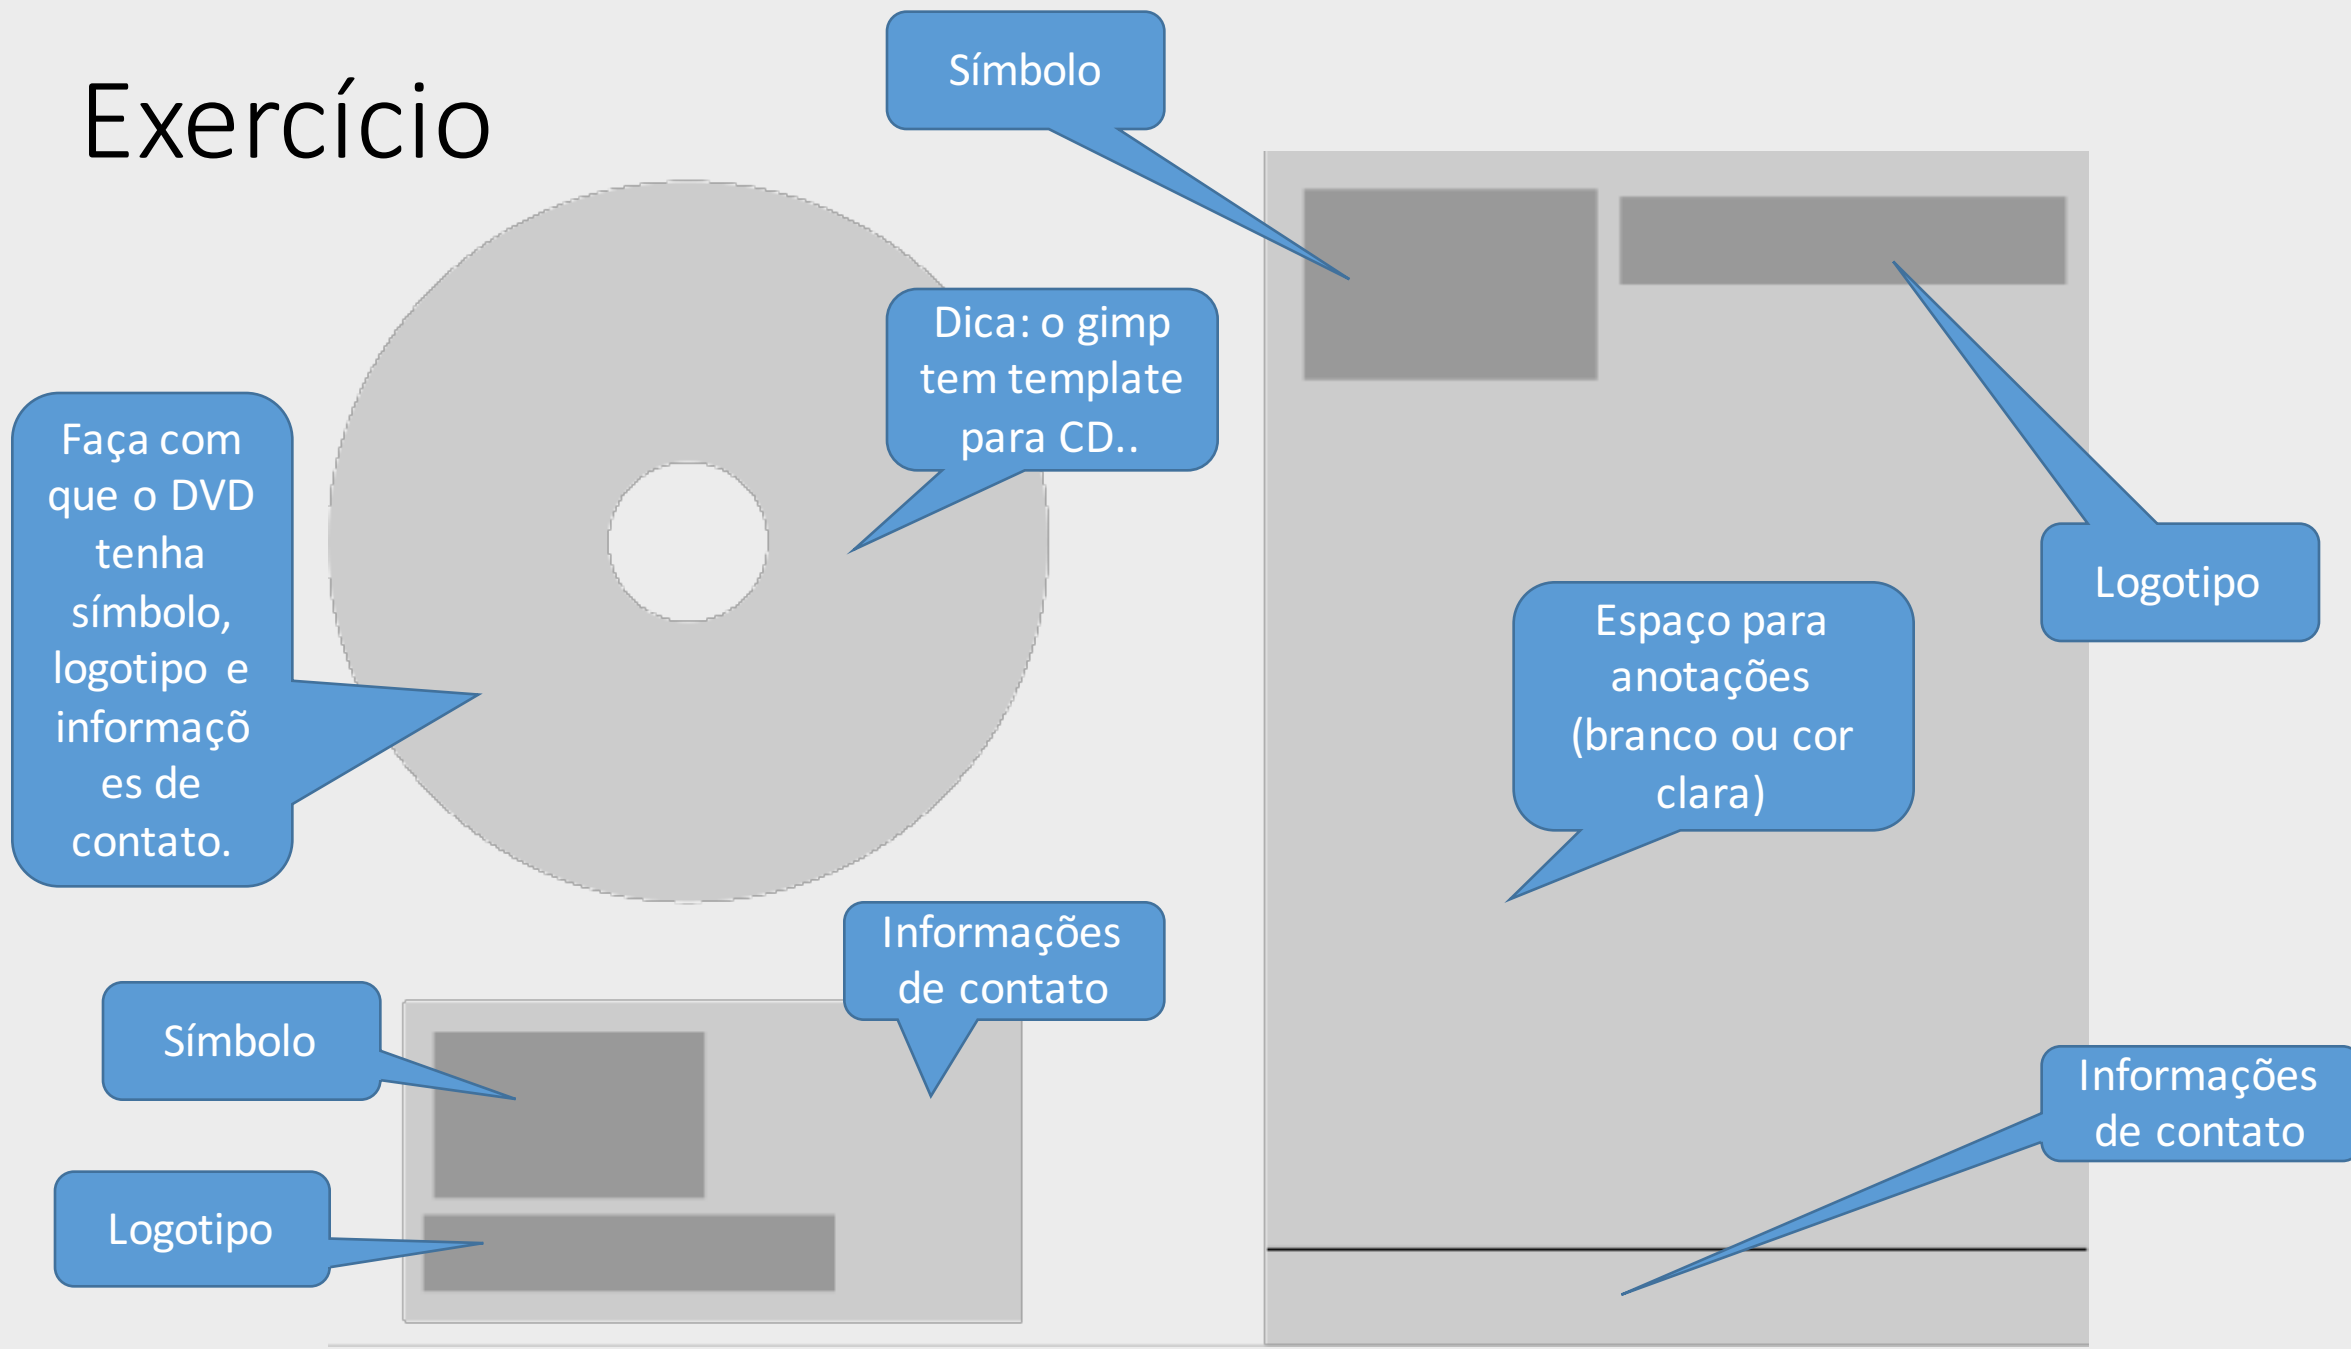 Exercício
Símbolo
Dica: o gimp
tem template
para CD..
Faça com
que o DVD
tenha
símbolo,
logotipo e
informaçõ
es de
contato.
Logotipo
Espaço para
anotações
(branco ou cor
clara)
Informações
de contato
Símbolo
Logotipo
Informações
de contato